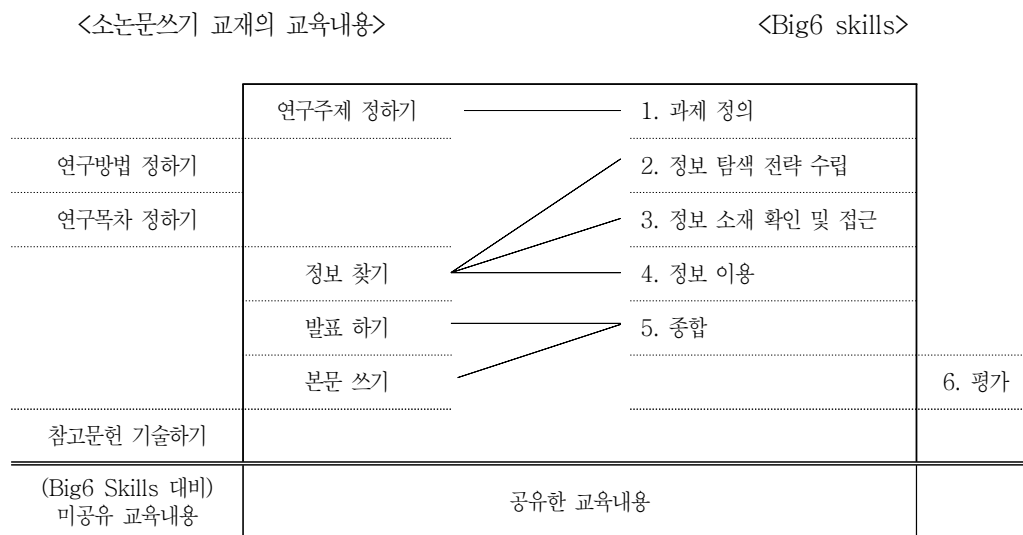 <소논문쓰기 교재의 교육내용> <Big6 skills>
연구주제 정하기 1. 과제 정의
연구방법 정하기 2. 정보 탐색 전략 수립
연구목차 정하기 3. 정보 소재 확인 및 접근
정보 찾기 4. 정보 이용
발표 하기 5. 종합
본문 쓰기 6. 평가
참고문헌 기술하기
(Big6 Skills 대비)
미공유 교육내용 공유한 교육내용